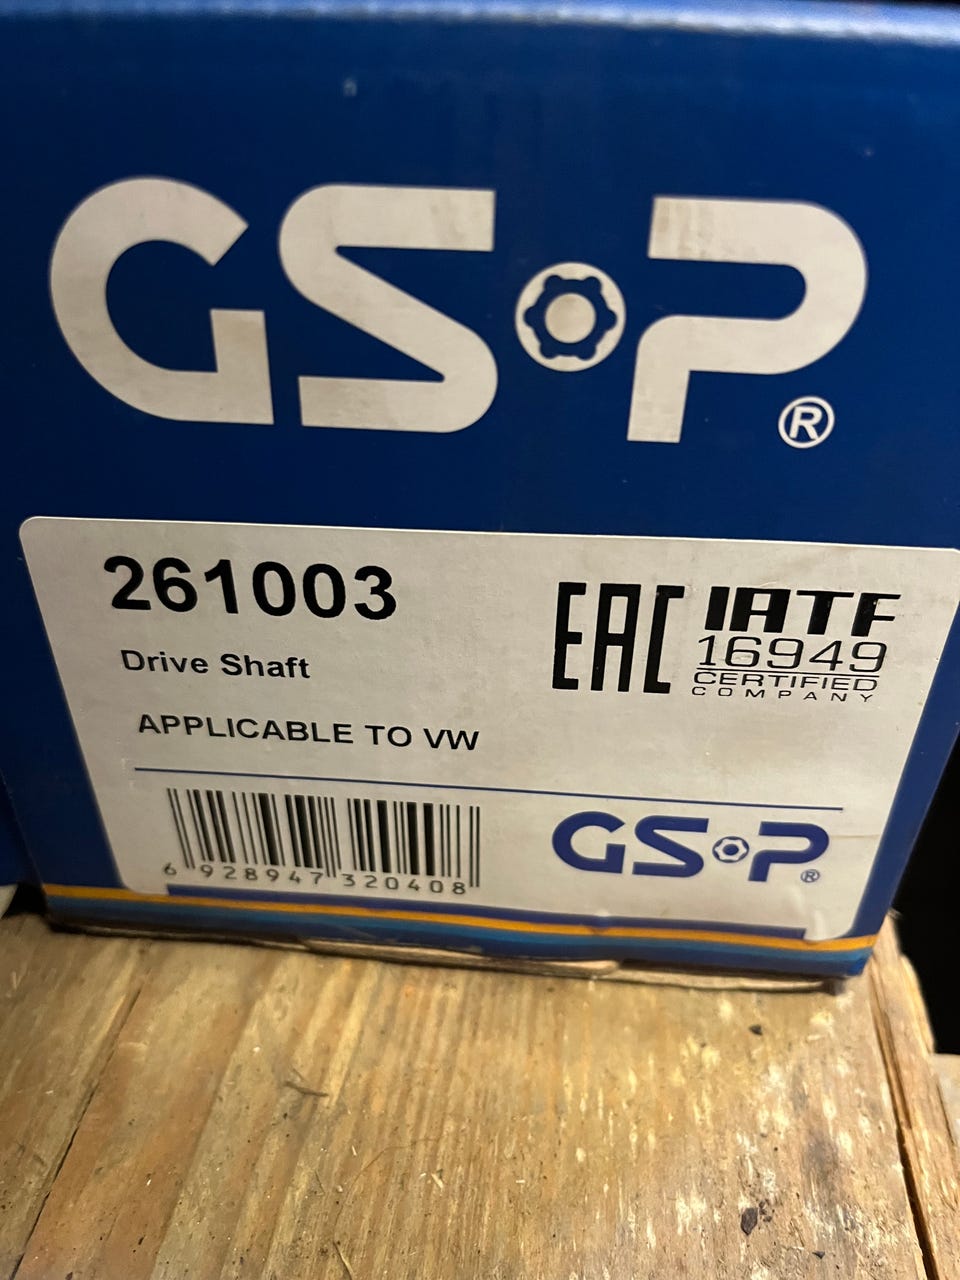 GSP®
261003
Drive Shaft
APPLICABLE TO VW
EAC
IATF
16949
CERTIFIED
COMPANY
6 928947 320408
GSP®